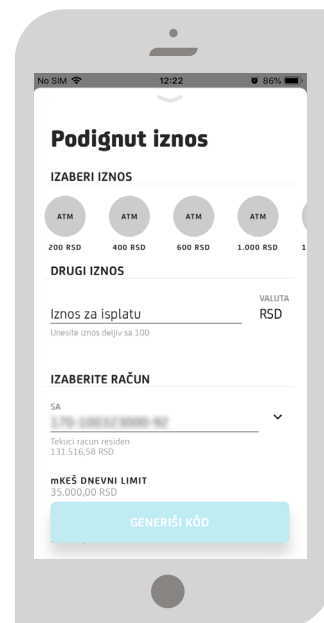 No SIM 12:22 86%
Podignut iznos
IZABERI IZNOS
ATM ATM ATM ATM
200 RSD 400 RSD 600 RSD 1.000 RSD 1
DRUGI IZNOS
VALUTA
Iznos za isplatu RSD
Unesite iznos deljiv sa 100
IZABERITE RAČUN
SA
Tekuci racun residen
131.516,58 RSD
mKEŠ DNEVNI LIMIT
35.000,00 RSD
GENERIŠI KÔD